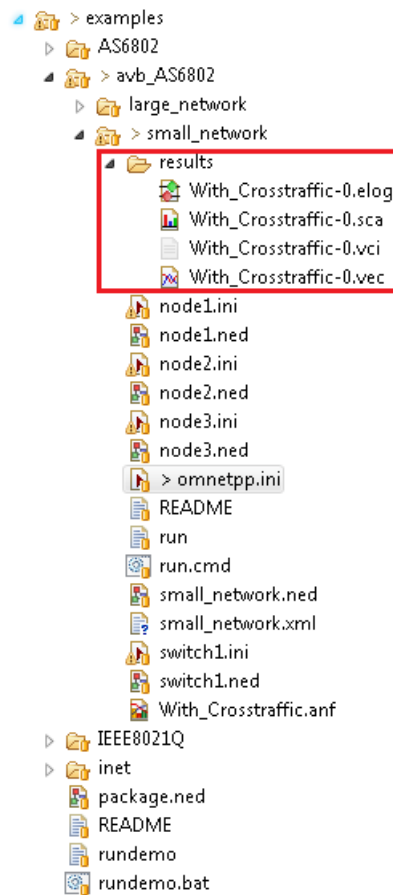 > examples
AS6802
> avb_AS6802
large_network
> small_network
results
With_Crosstraffic-0.elog
With_Crosstraffic-0.sca
With_Crosstraffic-0.vci
With_Crosstraffic-0.vec
node1.ini
node1.ned
node2.ini
node2.ned
node3.ini
node3.ned
> omnetpp.ini
README
run
run.cmd
small_network.ned
small_network.xml
switch1.ini
switch1.ned
With_Crosstraffic.anf
IEEE8021Q
inet
package.ned
README
rundemo
rundemo.bat